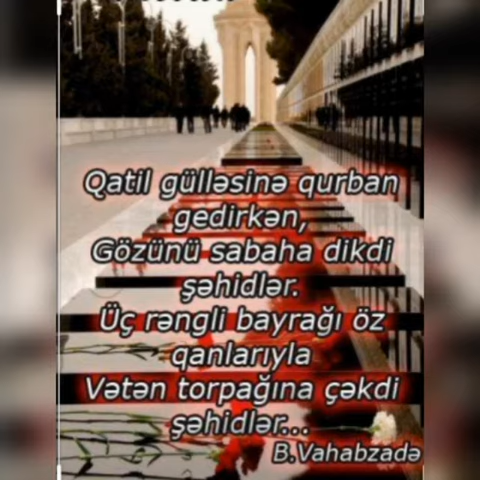 Qatil gülləsinə qurban
gedirkən,
Gözünü sabaha dikdi
şəhidlər.
Üç rəngli bayrağı öz
qanlarıyla
Vətən torpağına çəkdi
şəhidlər...
B.Vahabzadə